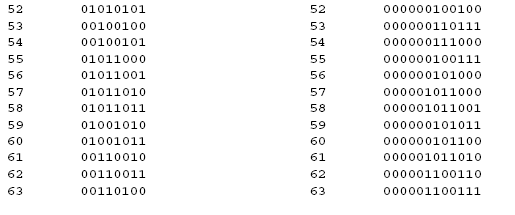 52 01010101 52 000000100100
53 00100100 53 000000110111
54 00100101 54 000000111000
55 01011000 55 000000100111
56 01011001 56 000000101000
57 01011010 57 000001011000
58 01011011 58 000001011001
59 01001010 59 000000101011
60 01001011 60 000000101100
61 00110010 61 000001011010
62 00110011 62 000001100110
63 00110100 63 000001100111